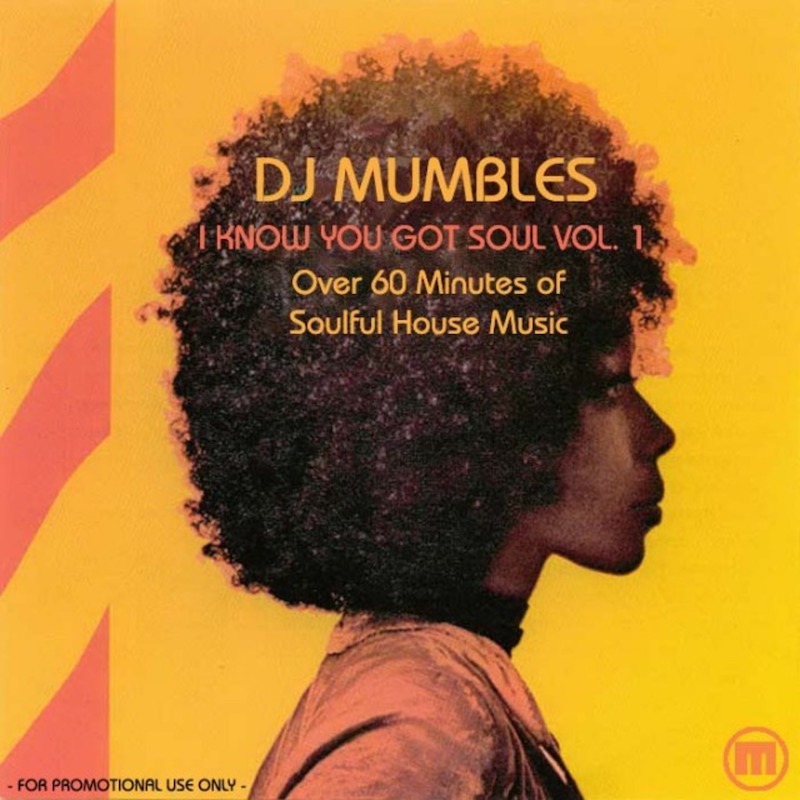 DJ MUMBLES
I KNOW YOU GOT SOUL VOL. 1
Over 60 Minutes of
Soulful House Music
- FOR PROMOTIONAL USE ONLY -
m